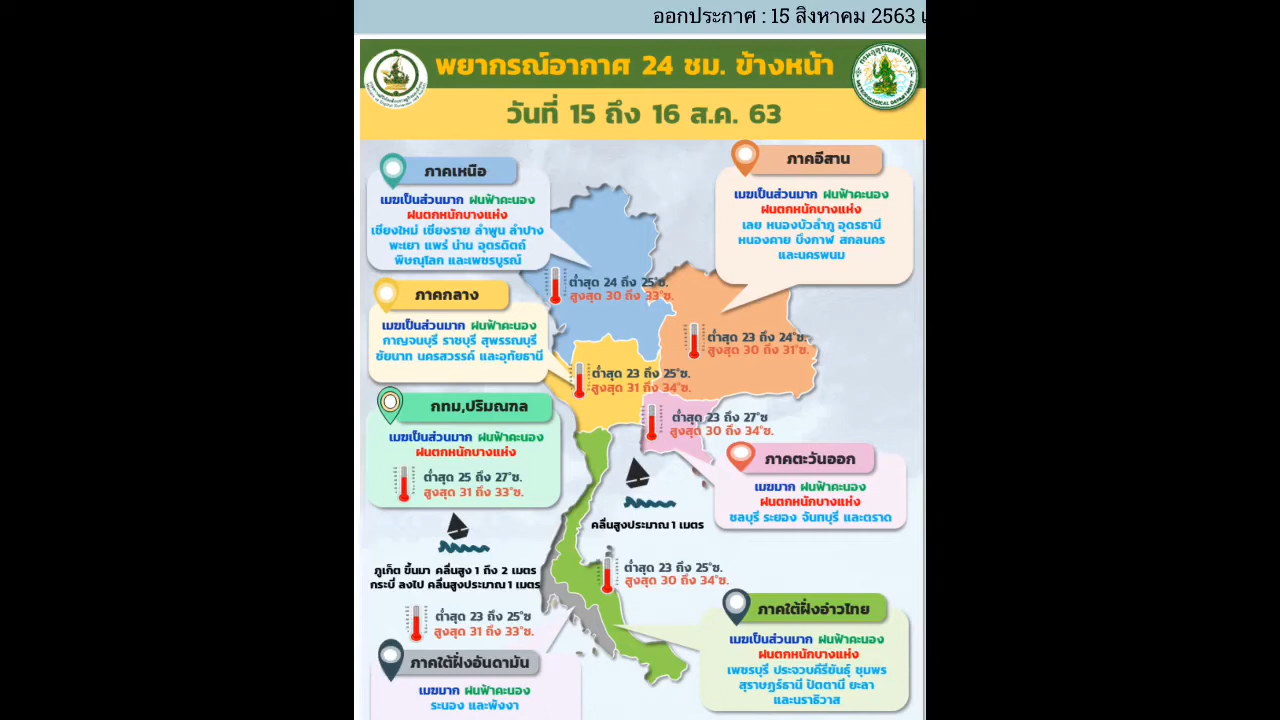 ออกประกาศ : 15 สิงหาคม 2563
พยากรณ์อากาศ 24 ชม. ข้างหน้า
วันที่ 15 ถึง 16 ส.ค. 63
ภาคเหนือ
เมฆเป็นส่วนมาก ฝนฟ้าคะนอง
ฝนตกหนักบางแห่ง
เชียงใหม่ เชียงราย ลำพูน ลำปาง
พะเยา แพร่ น่าน อุตรดิตถ์
พิษณุโลก และเพชรบูรณ์
ต่ำสุด 24 ถึง 25°ซ.
สูงสุด 30 ถึง 33°ซ.
ภาคอีสาน
เมฆเป็นส่วนมาก ฝนฟ้าคะนอง
ฝนตกหนักบางแห่ง
เลย หนองบัวลำภู อุดรธานี
หนองคาย บึงกาฬ สกลนคร
และนครพนม
ต่ำสุด 23 ถึง 24°ซ.
สูงสุด 30 ถึง 31°ซ.
ภาคกลาง
เมฆเป็นส่วนมาก ฝนฟ้าคะนอง
กาญจนบุรี ราชบุรี สุพรรณบุรี
ชัยนาท นครสวรรค์ และอุทัยธานี
ต่ำสุด 23 ถึง 25°ซ.
สูงสุด 31 ถึง 34°ซ.
กทม,ปริมณฑล
เมฆเป็นส่วนมาก ฝนฟ้าคะนอง
ฝนตกหนักบางแห่ง
ต่ำสุด 25 ถึง 27°ซ.
สูงสุด 31 ถึง 33°ซ.
ต่ำสุด 23 ถึง 27°ซ
สูงสุด 30 ถึง 34°ซ.
ภาคตะวันออก
เมฆมาก ฝนฟ้าคะนอง
ฝนตกหนักบางแห่ง
ชลบุรี ระยอง จันทบุรี และตราด
คลื่นสูงประมาณ 1 เมตร
ภูเก็ต ขึ้นมา คลื่นสูง 1 ถึง 2 เมตร
กระบี่ ลงไป คลื่นสูงประมาณ 1 เมตร
ต่ำสุด 23 ถึง 25°ซ
สูงสุด 31 ถึง 33°ซ.
ภาคใต้ฝั่งอันดามัน
เมฆมาก ฝนฟ้าคะนอง
ระนอง และพังงา
ต่ำสุด 23 ถึง 25°ซ.
สูงสุด 30 ถึง 34°ซ.
ภาคใต้ฝั่งอ่าวไทย
เมฆเป็นส่วนมาก ฝนฟ้าคะนอง
ฝนตกหนักบางแห่ง
เพชรบุรี ประจวบคีรีขันธุ์ ชุมพร
สุราษฎร์ธานี ปัตตานี ยะลา
และนราธิวาส